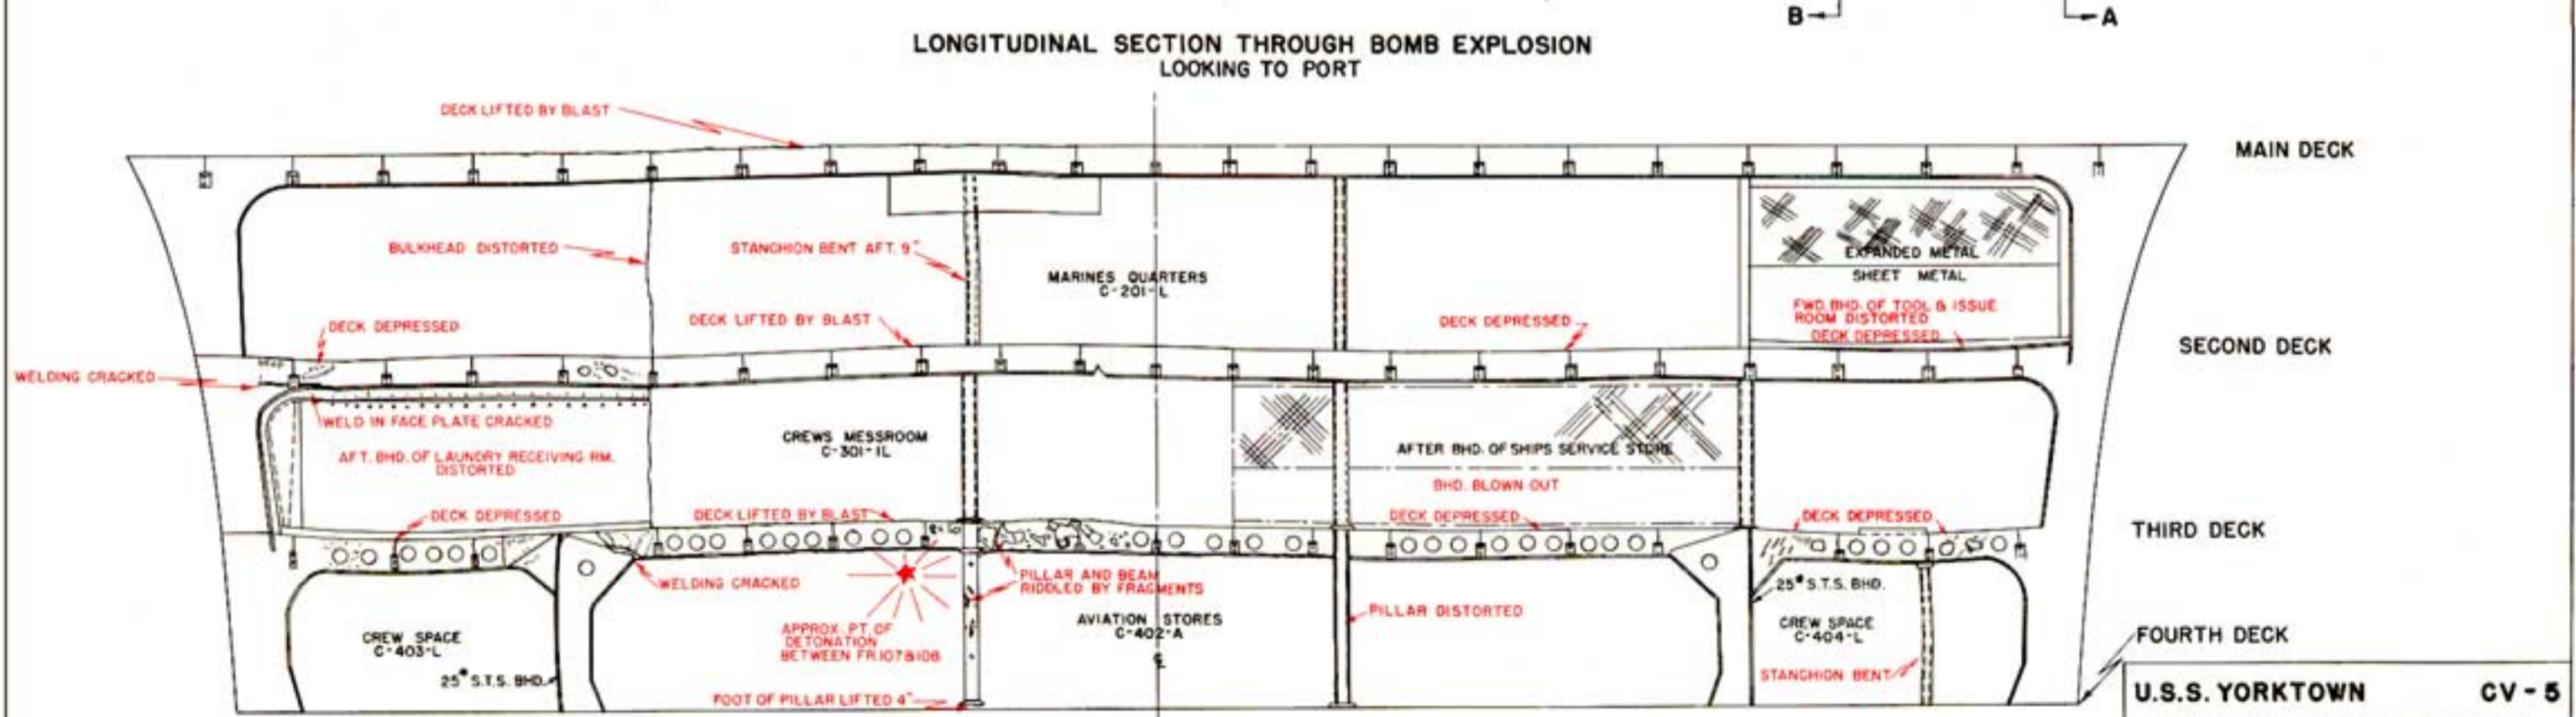 B
A
LONGITUDINAL SECTION THROUGH BOMB EXPLOSION
LOOKING TO PORT
DECK LIFTED BY BLAST
MAIN DECK
BULKHEAD DISTORTED
STANCHION BENT AFT. 9"
MARINES QUARTERS
C-201-L
EXPANDED METAL
SHEET METAL
FWD. BHD. OF TOOL & ISSUE
ROOM DISTORTED
DECK DEPRESSED
DECK LIFTED BY BLAST
DECK DEPRESSED
DECK DEPRESSED
SECOND DECK
WELDING CRACKED
WELD IN FACE PLATE CRACKED
AFT. BHD. OF LAUNDRY RECEIVING RM.
DISTORTED
CREWS MESSROOM
C-301-1L
AFTER BHD. OF SHIPS SERVICE STORE
BHD. BLOWN OUT
DECK DEPRESSED
DECK LIFTED BY BLAST
DECK DEPRESSED
DECK DEPRESSED
THIRD DECK
WELDING CRACKED
PILLAR AND BEAM
RIDDLED BY FRAGMENTS
25# S.T.S. BHD.
APPROX. PT. OF
DETONATION
BETWEEN FR.107&108
AVIATION STORES
C-402-A
PILLAR DISTORTED
CREW SPACE
C-404-L
CREW SPACE
C-403-L
25# S.T.S. BHD.
FOURTH DECK
STANCHION BENT
FOOT OF PILLAR LIFTED 4"
U.S.S. YORKTOWN CV-5